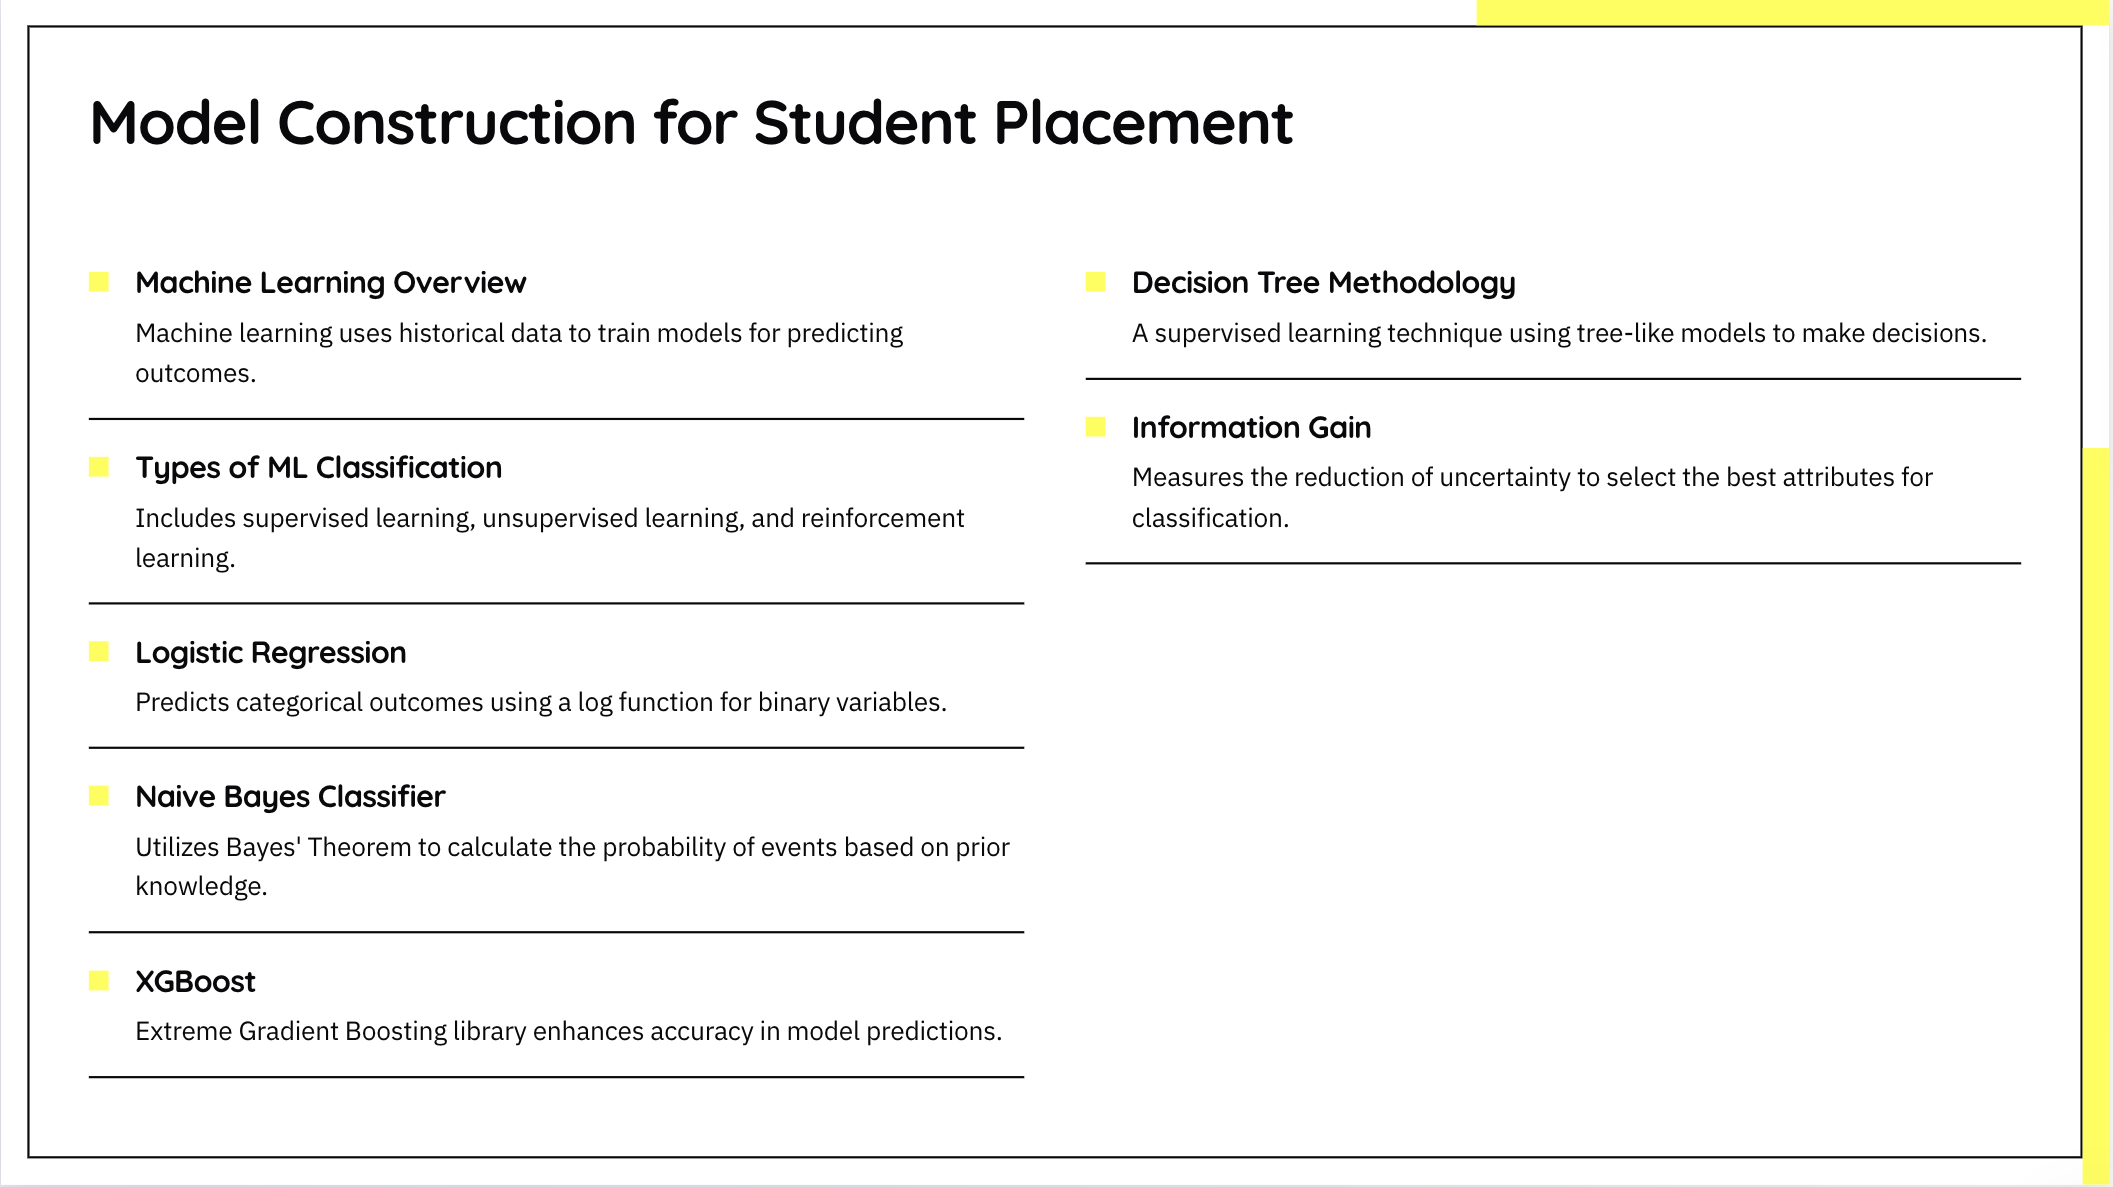 Model Construction for Student Placement
Machine Learning Overview
Machine learning uses historical data to train models for predicting
outcomes.
Types of ML Classification
Includes supervised learning, unsupervised learning, and reinforcement
learning.
Logistic Regression
Predicts categorical outcomes using a log function for binary variables.
Naive Bayes Classifier
Utilizes Bayes' Theorem to calculate the probability of events based on prior
knowledge.
XGBoost
Extreme Gradient Boosting library enhances accuracy in model predictions.
Decision Tree Methodology
A supervised learning technique using tree-like models to make decisions.
Information Gain
Measures the reduction of uncertainty to select the best attributes for
classification.